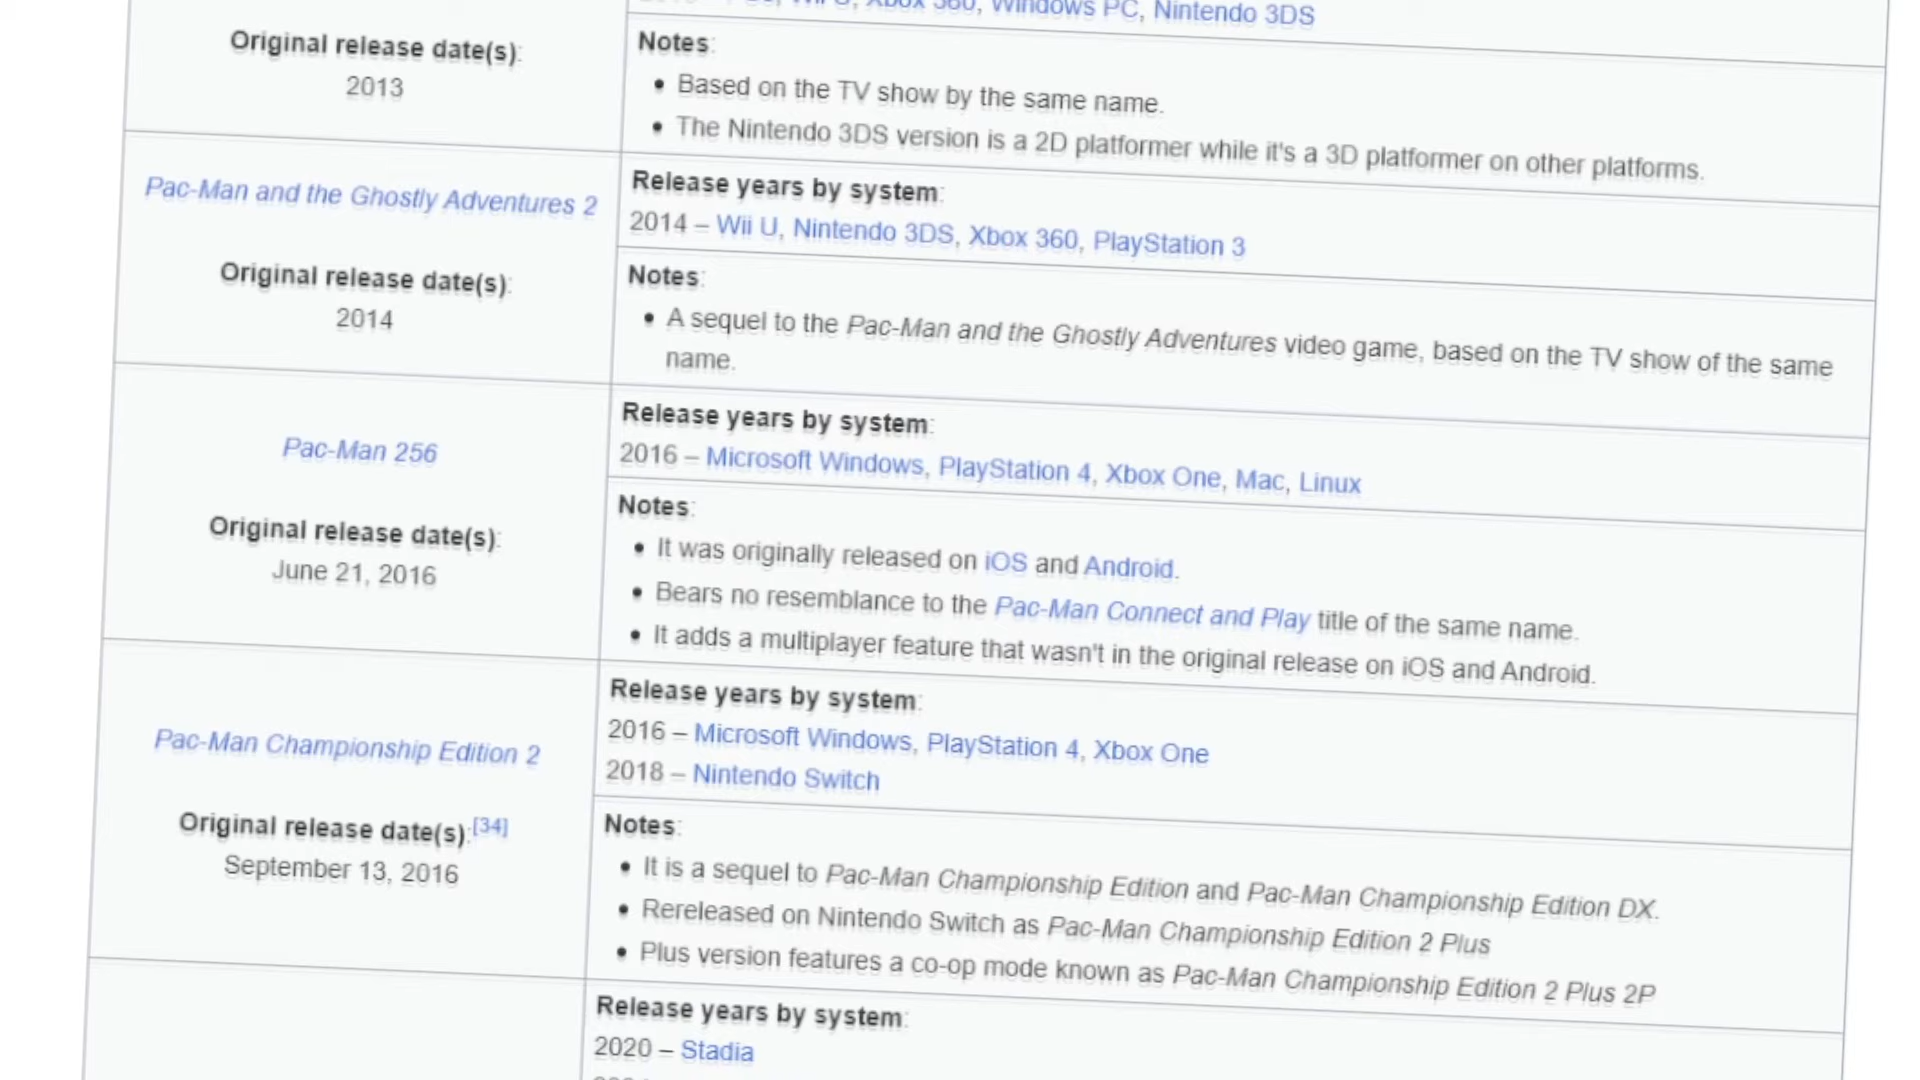 Xbox 360, Windows PC, Nintendo 3DS
Original release date(s):
2013
Notes:
• Based on the TV show by the same name.
• The Nintendo 3DS version is a 2D platformer while it's a 3D platformer on other platforms.
Pac-Man and the Ghostly Adventures 2
Original release date(s):
2014
Release years by system:
2014 – Wii U, Nintendo 3DS, Xbox 360, PlayStation 3
Notes:
• A sequel to the Pac-Man and the Ghostly Adventures video game, based on the TV show of the same
name.
Pac-Man 256
Original release date(s):
June 21, 2016
Release years by system:
2016 – Microsoft Windows, PlayStation 4, Xbox One, Mac, Linux
Notes:
• It was originally released on iOS and Android.
• Bears no resemblance to the Pac-Man Connect and Play title of the same name.
• It adds a multiplayer feature that wasn't in the original release on iOS and Android.
Pac-Man Championship Edition 2
Original release date(s):[34]
September 13, 2016
Release years by system:
2016 – Microsoft Windows, PlayStation 4, Xbox One
2018 – Nintendo Switch
Notes:
• It is a sequel to Pac-Man Championship Edition and Pac-Man Championship Edition DX.
• Rereleased on Nintendo Switch as Pac-Man Championship Edition 2 Plus
• Plus version features a co-op mode known as Pac-Man Championship Edition 2 Plus 2P
Release years by system:
2020 – Stadia